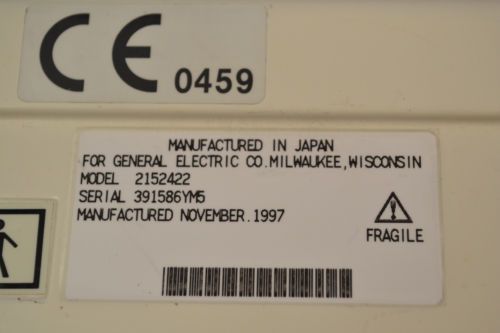 CE 0459
MANUFACTURED IN JAPAN
FOR GENERAL ELECTRIC CO.MILWAUKEE,WISCONSIN
MODEL 2152422
SERIAL 391586YM5
MANUFACTURED NOVEMBER.1997
FRAGILE